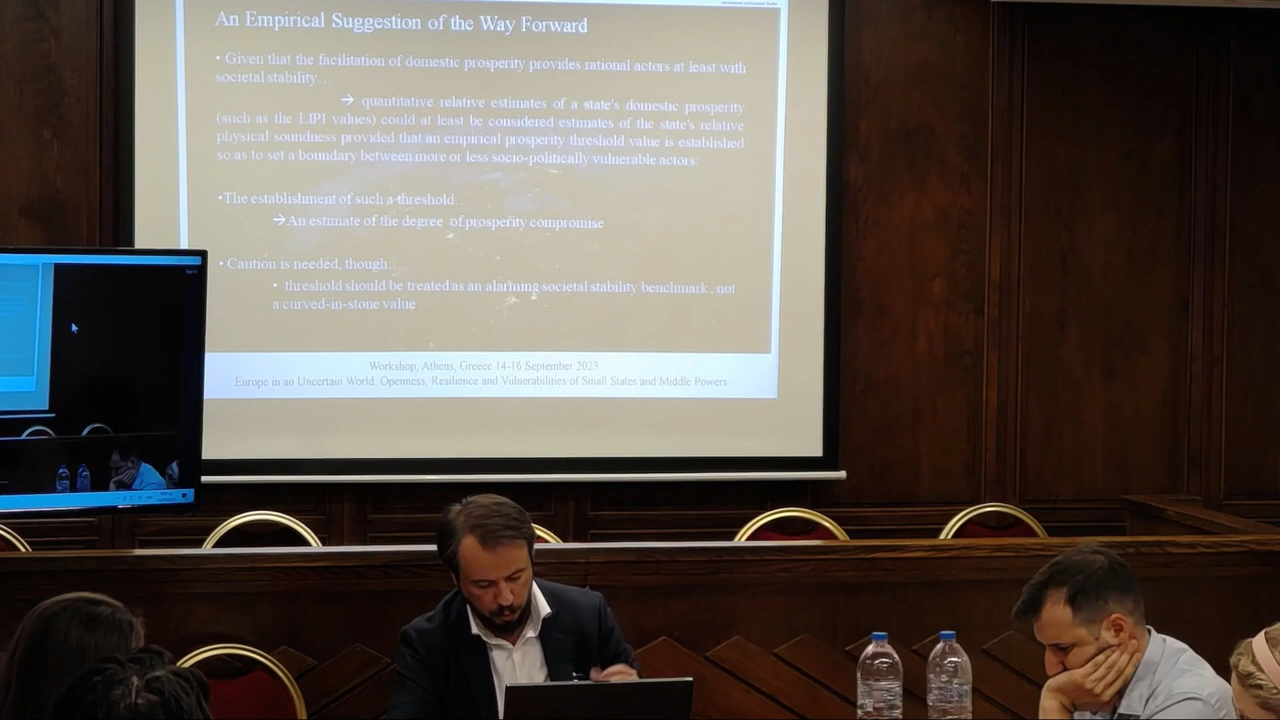 An Empirical Suggestion of the Way Forward
• Given that the facilitation of domestic prosperity provides rational actors at least with
societal stability…
→ quantitative relative estimates of a state's domestic prosperity
(such as the LIPI values) could at least be considered estimates of the state's relative
physical soundness provided that an empirical prosperity threshold value is established
so as to set a boundary between more or less socio-politically vulnerable actors;
•The establishment of such a threshold…
→An estimate of the degree of prosperity compromise
• Caution is needed, though…
• threshold should be treated as an alarming societal stability benchmark , not
a curved-in-stone value
Workshop, Athens, Greece 14-16 September 2023
Europe in an Uncertain World: Openness, Resilience and Vulnerabilities of Small States and Middle Powers